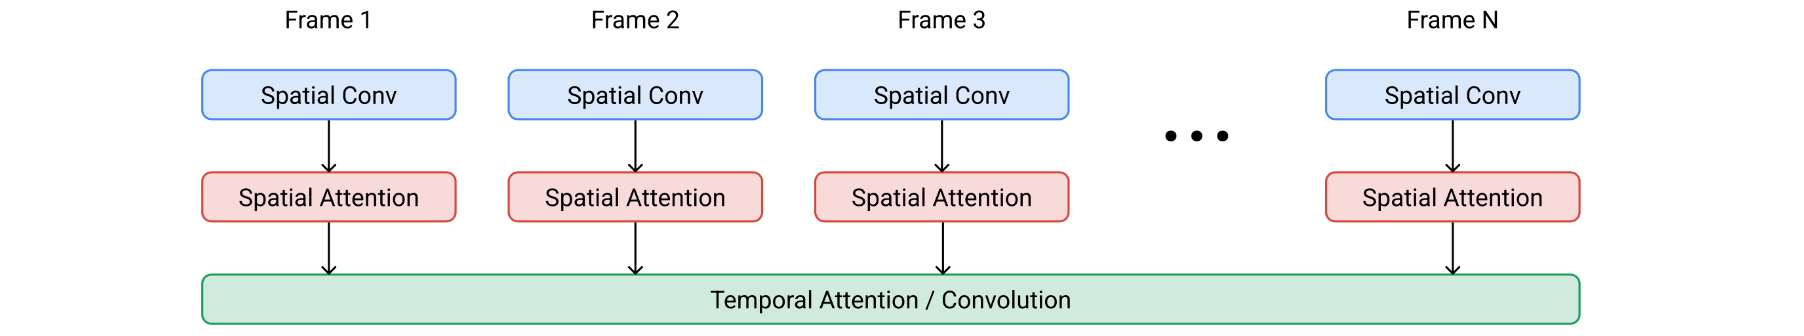 Frame 1
Frame 2
Frame 3
Frame N
Spatial Conv
Spatial Conv
Spatial Conv
Spatial Conv
• • •
Spatial Attention
Spatial Attention
Spatial Attention
Spatial Attention
Temporal Attention / Convolution